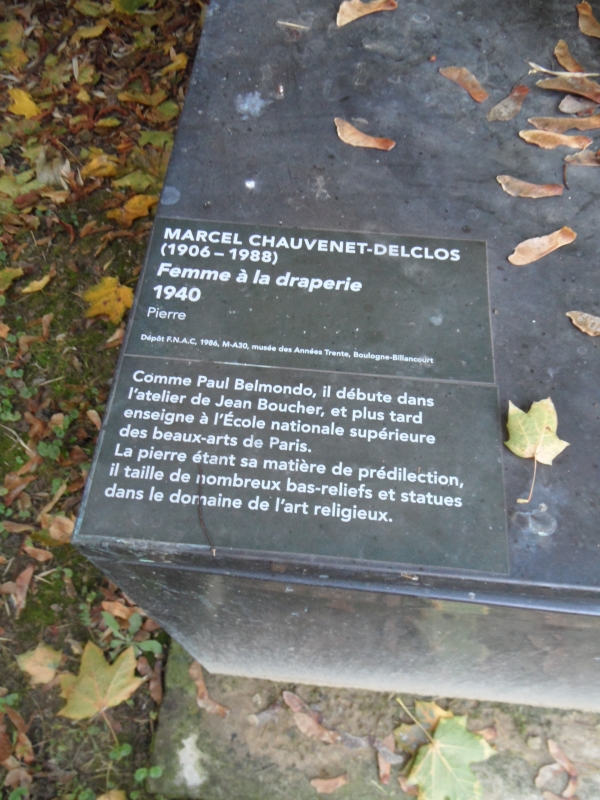 MARCEL CHAUVENET-DELCLOS
(1906 – 1988)
Femme à la draperie
1940
Pierre
Dépôt F.N.A.C, 1986, M-A30, musée des Années Trente, Boulogne-Billancourt
Comme Paul Belmondo, il débute dans
l'atelier de Jean Boucher, et plus tard
enseigne à l'École nationale supérieure
des beaux-arts de Paris.
La pierre étant sa matière de prédilection,
il taille de nombreux bas-reliefs et statues
dans le domaine de l'art religieux.